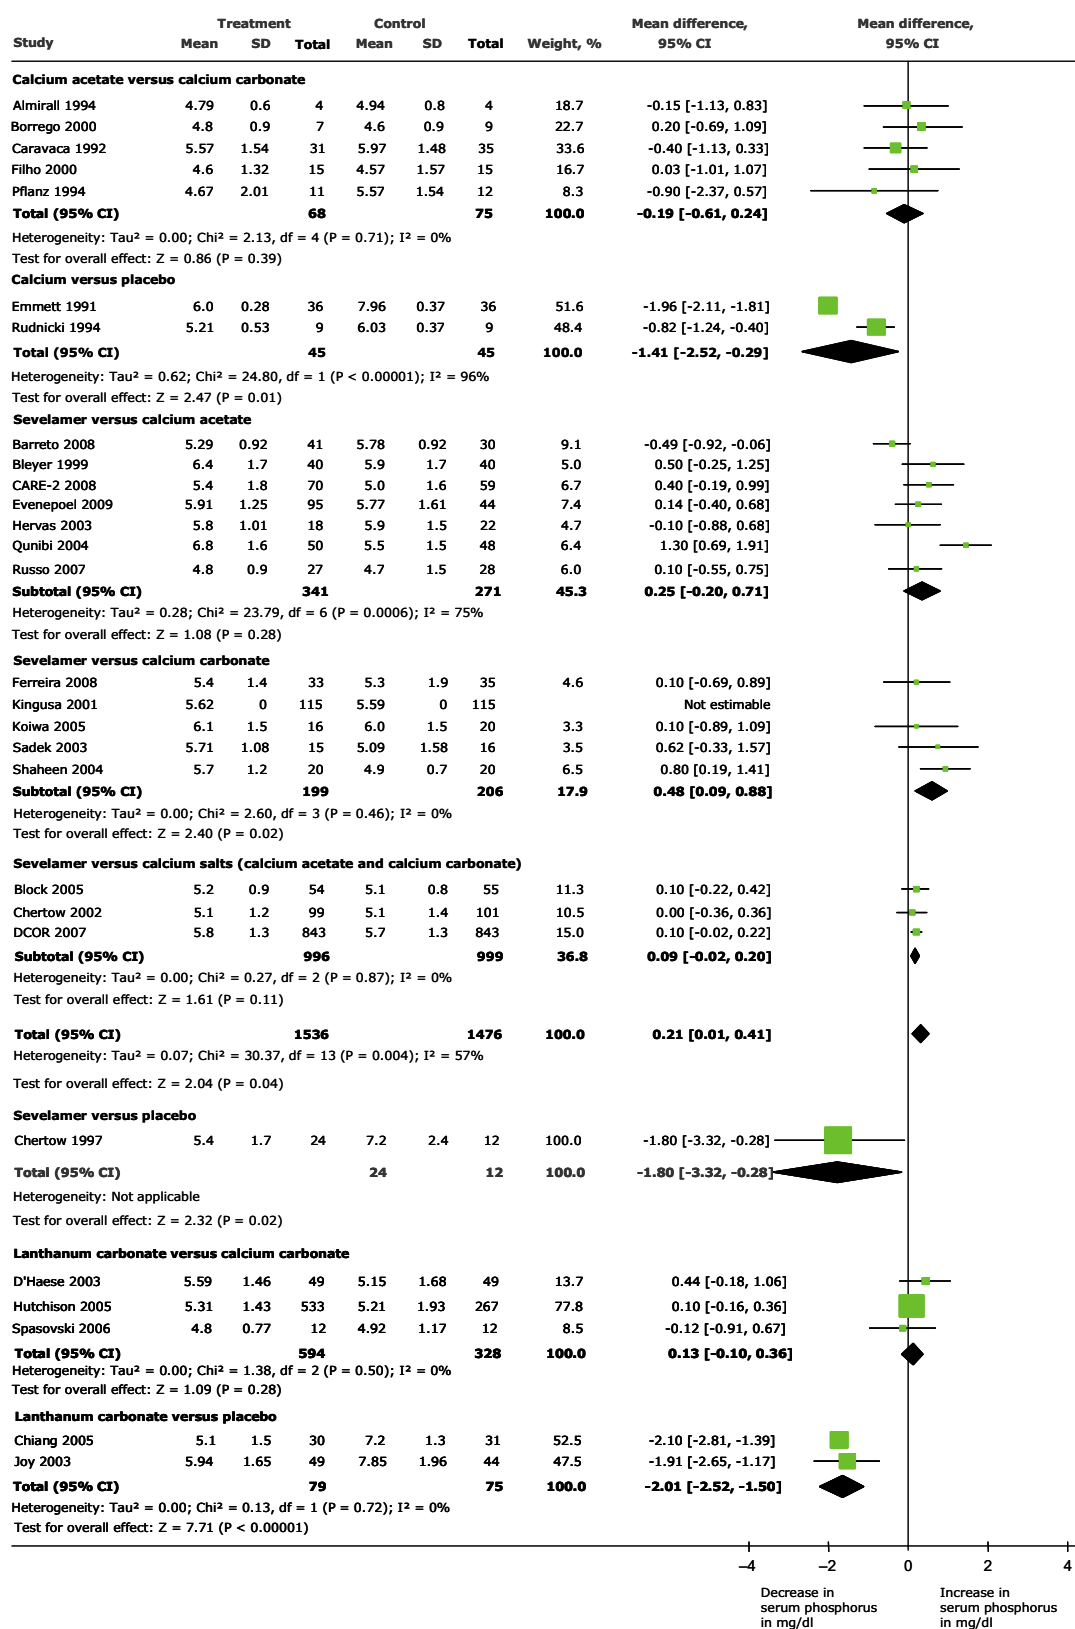 Treatment Control Mean difference, Mean difference,
Study Mean SD Total Mean SD Total Weight, % 95% CI 95% CI
Calcium acetate versus calcium carbonate
Almirall 1994 4.79 0.6 4 4.94 0.8 4 18.7 -0.15 [-1.13, 0.83]
Borrego 2000 4.8 0.9 7 4.6 0.9 9 22.7 0.20 [-0.69, 1.09]
Caravaca 1992 5.57 1.54 31 5.97 1.48 35 33.6 -0.40 [-1.13, 0.33]
Filho 2000 4.6 1.32 15 4.57 1.57 15 16.7 0.03 [-1.01, 1.07]
Pflanz 1994 4.67 2.01 11 5.57 1.54 12 8.3 -0.90 [-2.37, 0.57]
Total (95% CI) 68 75 100.0 -0.19 [-0.61, 0.24]
Heterogeneity: Tau² = 0.00; Chi² = 2.13, df = 4 (P = 0.71); I² = 0%
Test for overall effect: Z = 0.86 (P = 0.39)
Calcium versus placebo
Emmett 1991 6.0 0.28 36 7.96 0.37 36 51.6 -1.96 [-2.11, -1.81]
Rudnicki 1994 5.21 0.53 9 6.03 0.37 9 48.4 -0.82 [-1.24, -0.40]
Total (95% CI) 45 45 100.0 -1.41 [-2.52, -0.29]
Heterogeneity: Tau² = 0.62; Chi² = 24.80, df = 1 (P < 0.00001); I² = 96%
Test for overall effect: Z = 2.47 (P = 0.01)
Sevelamer versus calcium acetate
Barreto 2008 5.29 0.92 41 5.78 0.92 30 9.1 -0.49 [-0.92, -0.06]
Bleyer 1999 6.4 1.7 40 5.9 1.7 40 5.0 0.50 [-0.25, 1.25]
CARE-2 2008 5.4 1.8 70 5.0 1.6 59 6.7 0.40 [-0.19, 0.99]
Evenepoel 2009 5.91 1.25 95 5.77 1.61 44 7.4 0.14 [-0.40, 0.68]
Hervas 2003 5.8 1.01 18 5.9 1.5 22 4.7 -0.10 [-0.88, 0.68]
Qunibi 2004 6.8 1.6 50 5.5 1.5 48 6.4 1.30 [0.69, 1.91]
Russo 2007 4.8 0.9 27 4.7 1.5 28 6.0 0.10 [-0.55, 0.75]
Subtotal (95% CI) 341 271 45.3 0.25 [-0.20, 0.71]
Heterogeneity: Tau² = 0.28; Chi² = 23.79, df = 6 (P = 0.0006); I² = 75%
Test for overall effect: Z = 1.08 (P = 0.28)
Sevelamer versus calcium carbonate
Ferreira 2008 5.4 1.4 33 5.3 1.9 35 4.6 0.10 [-0.69, 0.89]
Kingusa 2001 5.62 0 115 5.59 0 115 Not estimable
Koiwa 2005 6.1 1.5 16 6.0 1.5 20 3.3 0.10 [-0.89, 1.09]
Sadek 2003 5.71 1.08 15 5.09 1.58 16 3.5 0.62 [-0.33, 1.57]
Shaheen 2004 5.7 1.2 20 4.9 0.7 20 6.5 0.80 [0.19, 1.41]
Subtotal (95% CI) 199 206 17.9 0.48 [0.09, 0.88]
Heterogeneity: Tau² = 0.00; Chi² = 2.60, df = 3 (P = 0.46); I² = 0%
Test for overall effect: Z = 2.40 (P = 0.02)
Sevelamer versus calcium salts (calcium acetate and calcium carbonate)
Block 2005 5.2 0.9 54 5.1 0.8 55 11.3 0.10 [-0.22, 0.42]
Chertow 2002 5.1 1.2 99 5.1 1.4 101 10.5 0.00 [-0.36, 0.36]
DCOR 2007 5.8 1.3 843 5.7 1.3 843 15.0 0.10 [-0.02, 0.22]
Subtotal (95% CI) 996 999 36.8 0.09 [-0.02, 0.20]
Heterogeneity: Tau² = 0.00; Chi² = 0.27, df = 2 (P = 0.87); I² = 0%
Test for overall effect: Z = 1.61 (P = 0.11)
Total (95% CI) 1536 1476 100.0 0.21 [0.01, 0.41]
Heterogeneity: Tau² = 0.07; Chi² = 30.37, df = 13 (P = 0.004); I² = 57%
Test for overall effect: Z = 2.04 (P = 0.04)
Sevelamer versus placebo
Chertow 1997 5.4 1.7 24 7.2 2.4 12 100.0 -1.80 [-3.32, -0.28]
Total (95% CI) 24 12 100.0 -1.80 [-3.32, -0.28]
Heterogeneity: Not applicable
Test for overall effect: Z = 2.32 (P = 0.02)
Lanthanum carbonate versus calcium carbonate
D'Haese 2003 5.59 1.46 49 5.15 1.68 49 13.7 0.44 [-0.18, 1.06]
Hutchison 2005 5.31 1.43 533 5.21 1.93 267 77.8 0.10 [-0.16, 0.36]
Spasovski 2006 4.8 0.77 12 4.92 1.17 12 8.5 -0.12 [-0.91, 0.67]
Total (95% CI) 594 328 100.0 0.13 [-0.10, 0.36]
Heterogeneity: Tau² = 0.00; Chi² = 1.38, df = 2 (P = 0.50); I² = 0%
Test for overall effect: Z = 1.09 (P = 0.28)
Lanthanum carbonate versus placebo
Chiang 2005 5.1 1.5 30 7.2 1.3 31 52.5 -2.10 [-2.81, -1.39]
Joy 2003 5.94 1.65 49 7.85 1.96 44 47.5 -1.91 [-2.65, -1.17]
Total (95% CI) 79 75 100.0 -2.01 [-2.52, -1.50]
Heterogeneity: Tau² = 0.00; Chi² = 0.13, df = 1 (P = 0.72); I² = 0%
Test for overall effect: Z = 7.71 (P < 0.00001)
–4 –2 0 2 4
Decrease in Increase in
serum phosphorus serum phosphorus
in mg/dl in mg/dl